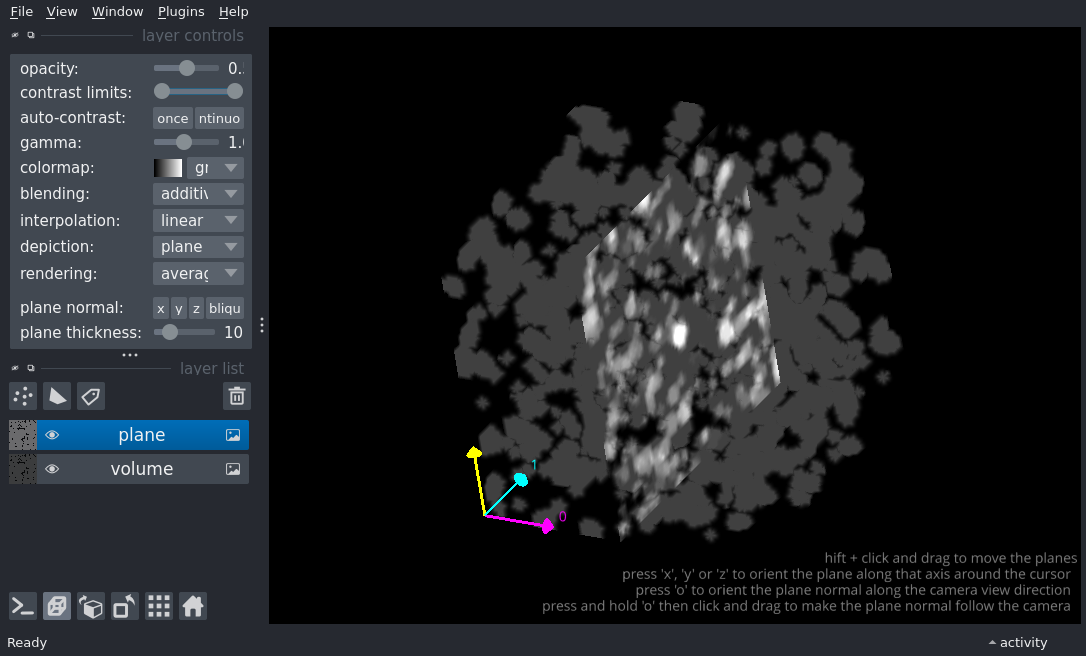 File View Window Plugins Help
layer controls
opacity: 0.
contrast limits:
auto-contrast: once ntinuo
gamma: 1.
colormap: gr
blending: additiv
interpolation: linear
depiction: plane
rendering: averag
plane normal: x y z bliqu
plane thickness: 10
layer list
plane
volume
1
0
hift + click and drag to move the planes
press 'x', 'y' or 'z' to orient the plane along that axis around the cursor
press 'o' to orient the plane normal along the camera view direction
press and hold 'o' then click and drag to make the plane normal follow the camera
Ready activity